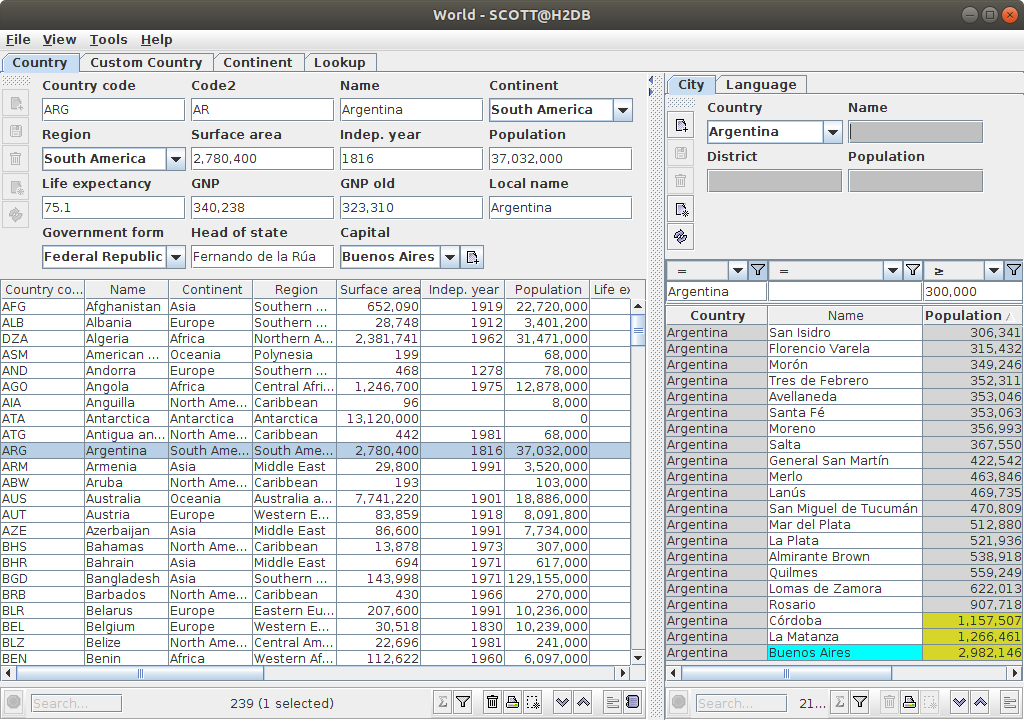 World - SCOTT@H2DB
File View Tools Help
Country Custom Country Continent Lookup
Country code Code2 Name Continent
ARG AR Argentina South America
Region Surface area Indep. year Population
South America 2,780,400 1816 37,032,000
Life expectancy GNP GNP old Local name
75.1 340,238 323,310 Argentina
Government form Head of state Capital
Federal Republic Fernando de la Rúa Buenos Aires
Country co... Name Continent Region Surface area Indep. year Population Life ex
AFG Afghanistan Asia Southern ... 652,090 1919 22,720,000
ALB Albania Europe Southern ... 28,748 1912 3,401,200
DZA Algeria Africa Northern A... 2,381,741 1962 31,471,000
ASM American ... Oceania Polynesia 199 68,000
AND Andorra Europe Southern ... 468 1278 78,000
AGO Angola Africa Central Afri... 1,246,700 1975 12,878,000
AIA Anguilla North Ame... Caribbean 96 8,000
ATA Antarctica Antarctica Antarctica 13,120,000 0
ATG Antigua an... North Ame... Caribbean 442 1981 68,000
ARG Argentina South Ame... South Ame... 2,780,400 1816 37,032,000
ARM Armenia Asia Middle East 29,800 1991 3,520,000
ABW Aruba North Ame... Caribbean 193 103,000
AUS Australia Oceania Australia a... 7,741,220 1901 18,886,000
AUT Austria Europe Western E... 83,859 1918 8,091,800
AZE Azerbaijan Asia Middle East 86,600 1991 7,734,000
BHS Bahamas North Ame... Caribbean 13,878 1973 307,000
BHR Bahrain Asia Middle East 694 1971 617,000
BGD Bangladesh Asia Southern ... 143,998 1971 129,155,000
BRB Barbados North Ame... Caribbean 430 1966 270,000
BLR Belarus Europe Eastern Eu... 207,600 1991 10,236,000
BEL Belgium Europe Western E... 30,518 1830 10,239,000
BLZ Belize North Ame... Central Am... 22,696 1981 241,000
BEN Benin Africa Western Af... 112,622 1960 6,097,000
Search... 239 (1 selected) Σ
City Language
Country Name
Argentina
District Population
= = ≥
Argentina 300,000
Country Name Population
Argentina San Isidro 306,341
Argentina Florencio Varela 315,432
Argentina Morón 349,246
Argentina Tres de Febrero 352,311
Argentina Avellaneda 353,046
Argentina Santa Fé 353,063
Argentina Moreno 356,993
Argentina Salta 367,550
Argentina General San Martín 422,542
Argentina Merlo 463,846
Argentina Lanús 469,735
Argentina San Miguel de Tucumán 470,809
Argentina Mar del Plata 512,880
Argentina La Plata 521,936
Argentina Almirante Brown 538,918
Argentina Quilmes 559,249
Argentina Lomas de Zamora 622,013
Argentina Rosario 907,718
Argentina Córdoba 1,157,507
Argentina La Matanza 1,266,461
Argentina Buenos Aires 2,982,146
Search... 21... Σ